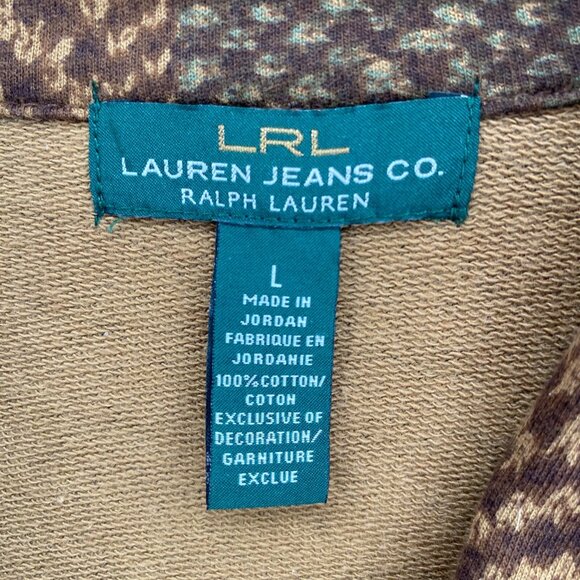 LRL
LAUREN JEANS CO.
RALPH LAUREN
L
MADE IN
JORDAN
FABRIQUE EN
JORDANIE
100%COTTON/
COTON
EXCLUSIVE OF
DECORATION/
GARNITURE
EXCLUE